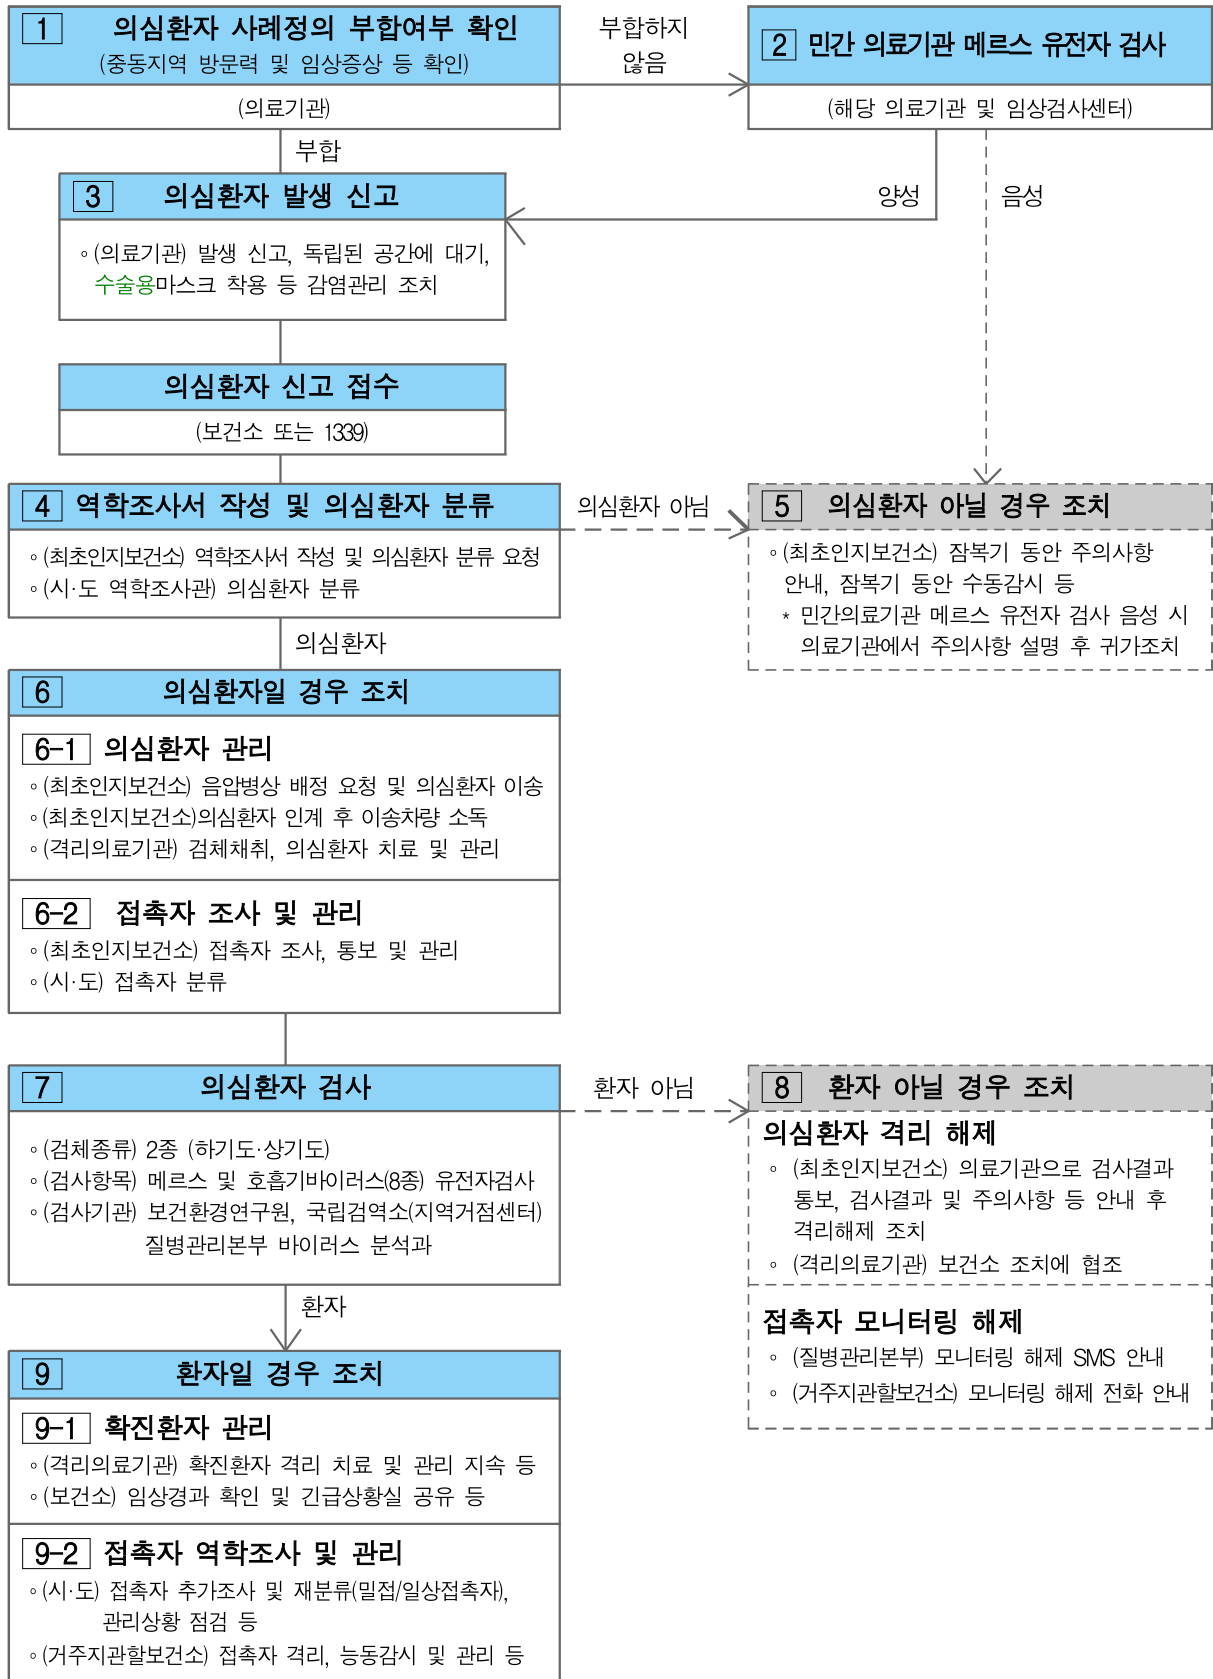 1 의심환자 사례정의 부합여부 확인
(중동지역 방문력 및 임상증상 등 확인)
(의료기관)
부합하지
않음
2 민간 의료기관 메르스 유전자 검사
(해당 의료기관 및 임상검사센터)
부합
양성
음성
3 의심환자 발생 신고
◦(의료기관) 발생 신고, 독립된 공간에 대기,
수술용마스크 착용 등 감염관리 조치
의심환자 신고 접수
(보건소 또는 1339)
4 역학조사서 작성 및 의심환자 분류
◦(최초인지보건소) 역학조사서 작성 및 의심환자 분류 요청
◦(시·도 역학조사관) 의심환자 분류
의심환자 아님
5 의심환자 아닐 경우 조치
◦(최초인지보건소) 잠복기 동안 주의사항
안내, 잠복기 동안 수동감시 등
* 민간의료기관 메르스 유전자 검사 음성 시
의료기관에서 주의사항 설명 후 귀가조치
의심환자
6 의심환자일 경우 조치
6-1 의심환자 관리
◦(최초인지보건소) 음압병상 배정 요청 및 의심환자 이송
◦(최초인지보건소)의심환자 인계 후 이송차량 소독
◦(격리의료기관) 검체채취, 의심환자 치료 및 관리
6-2 접촉자 조사 및 관리
◦(최초인지보건소) 접촉자 조사, 통보 및 관리
◦(시·도) 접촉자 분류
7 의심환자 검사
◦(검체종류) 2종 (하기도·상기도)
◦(검사항목) 메르스 및 호흡기바이러스(8종) 유전자검사
◦(검사기관) 보건환경연구원, 국립검역소(지역거점센터)
질병관리본부 바이러스 분석과
환자 아님
8 환자 아닐 경우 조치
의심환자 격리 해제
◦ (최초인지보건소) 의료기관으로 검사결과
통보, 검사결과 및 주의사항 등 안내 후
격리해제 조치
◦ (격리의료기관) 보건소 조치에 협조
접촉자 모니터링 해제
◦ (질병관리본부) 모니터링 해제 SMS 안내
◦ (거주지관할보건소) 모니터링 해제 전화 안내
환자
9 환자일 경우 조치
9-1 확진환자 관리
◦(격리의료기관) 확진환자 격리 치료 및 관리 지속 등
◦(보건소) 임상경과 확인 및 긴급상황실 공유 등
9-2 접촉자 역학조사 및 관리
◦(시·도) 접촉자 추가조사 및 재분류(밀접/일상접촉자),
관리상황 점검 등
◦(거주지관할보건소) 접촉자 격리, 능동감시 및 관리 등